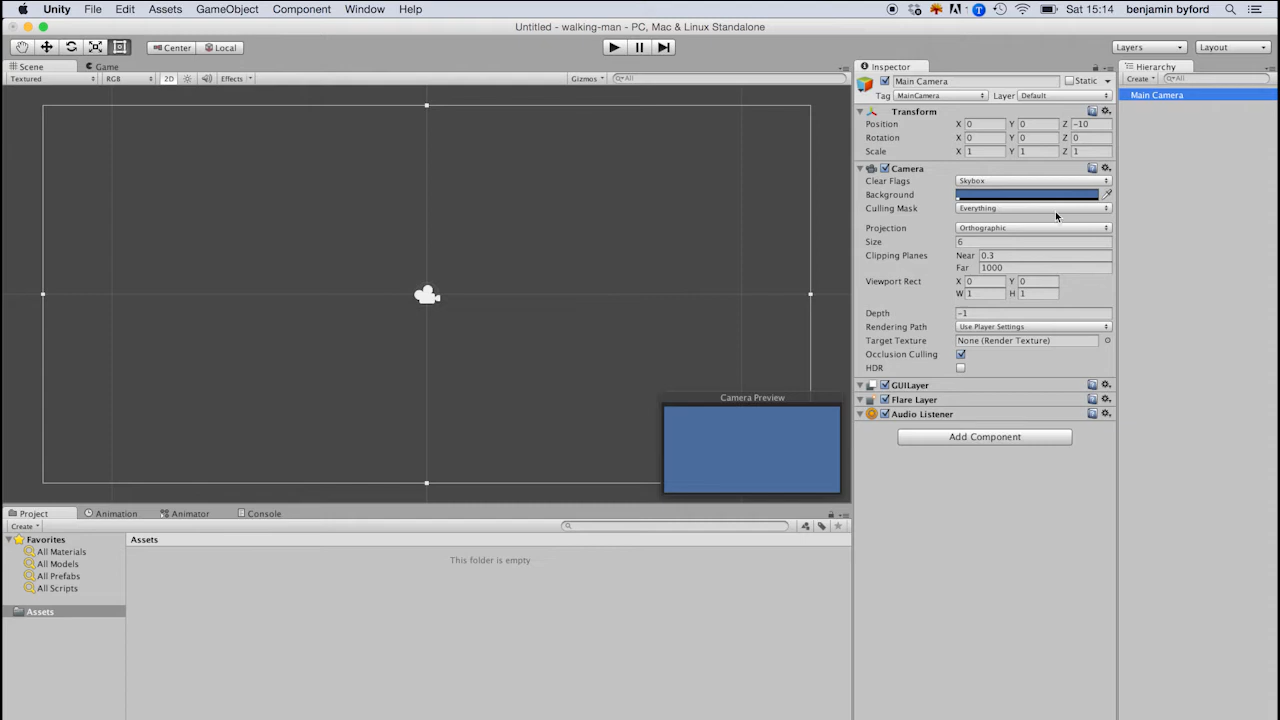 Unity File Edit Assets GameObject Component Window Help Sat 15:14 benjamin byford
Untitled - walking-man - PC, Mac & Linux Standalone
Center Local Layers Layout
Scene Game
Textured RGB 2D Effects Gizmos All
Camera Preview
Inspector
Main Camera Static
Tag MainCamera Layer Default
Transform
Position X 0 Y 0 Z -10
Rotation X 0 Y 0 Z 0
Scale X 1 Y 1 Z 1
Camera
Clear Flags Skybox
Background
Culling Mask Everything
Projection Orthographic
Size 6
Clipping Planes Near 0.3
Far 1000
Viewport Rect X 0 Y 0
W 1 H 1
Depth -1
Rendering Path Use Player Settings
Target Texture None (Render Texture)
Occlusion Culling
HDR
GUILayer
Flare Layer
Audio Listener
Add Component
Hierarchy
Create All
Main Camera
Project Animation Animator Console
Create
Favorites
All Materials
All Models
All Prefabs
All Scripts
Assets
Assets
This folder is empty